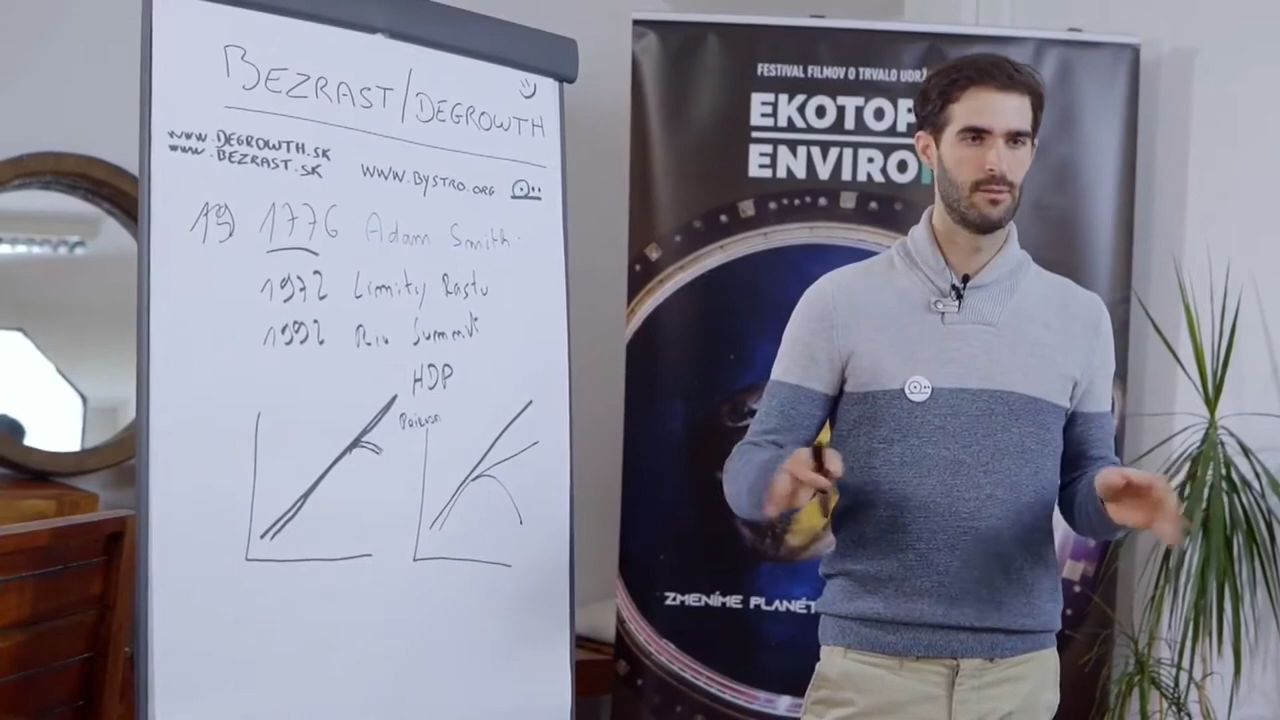 BEZRAST/DEGROWTH
www.DEGROWTH.SK
www.BEZRAST.SK
WWW.BYSTRO.ORG
19 1776 Adam Smith
1972 Limity Rastu
1992 Rio Summit
HDP
FESTIVAL FILMOV O TRVALO UDRŽ
EKOTOP
ENVIRO
ZMENÍME PLANÉT